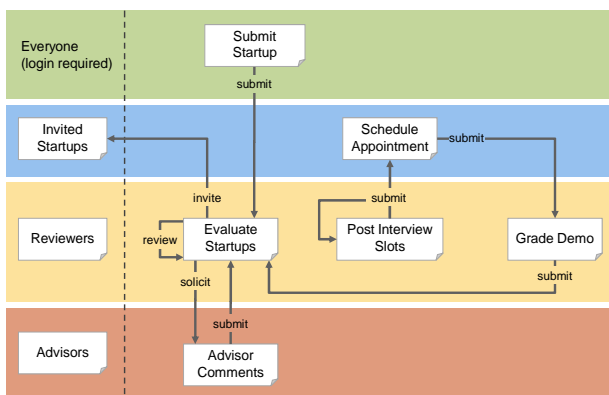 Everyone
(login required)
Submit
Startup
submit
Invited
Startups
Schedule
Appointment
submit
invite
submit
Reviewers
review
Evaluate
Startups
Post Interview
Slots
Grade Demo
solicit
submit
submit
Advisors
Advisor
Comments